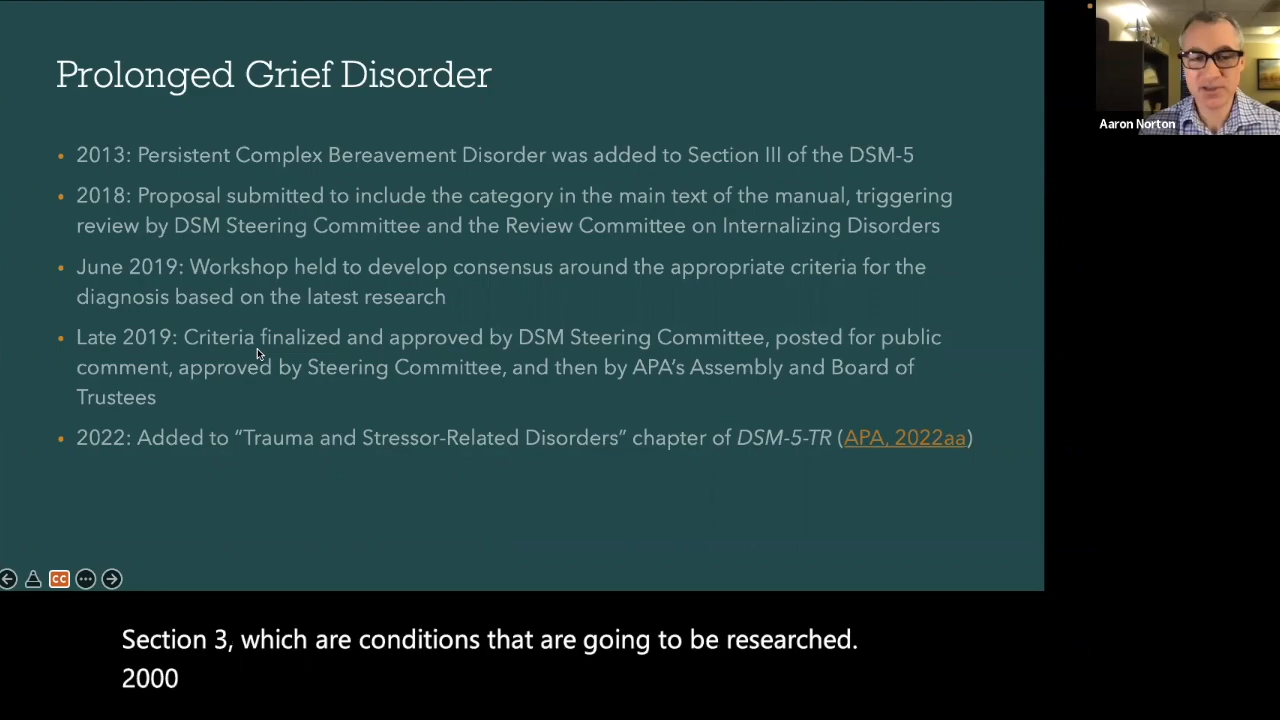 Prolonged Grief Disorder
• 2013: Persistent Complex Bereavement Disorder was added to Section III of the DSM-5
• 2018: Proposal submitted to include the category in the main text of the manual, triggering
review by DSM Steering Committee and the Review Committee on Internalizing Disorders
• June 2019: Workshop held to develop consensus around the appropriate criteria for the
diagnosis based on the latest research
• Late 2019: Criteria finalized and approved by DSM Steering Committee, posted for public
comment, approved by Steering Committee, and then by APA's Assembly and Board of
Trustees
• 2022: Added to “Trauma and Stressor-Related Disorders” chapter of DSM-5-TR (APA, 2022aa)
Aaron Norton
CC
Section 3, which are conditions that are going to be researched.
2000